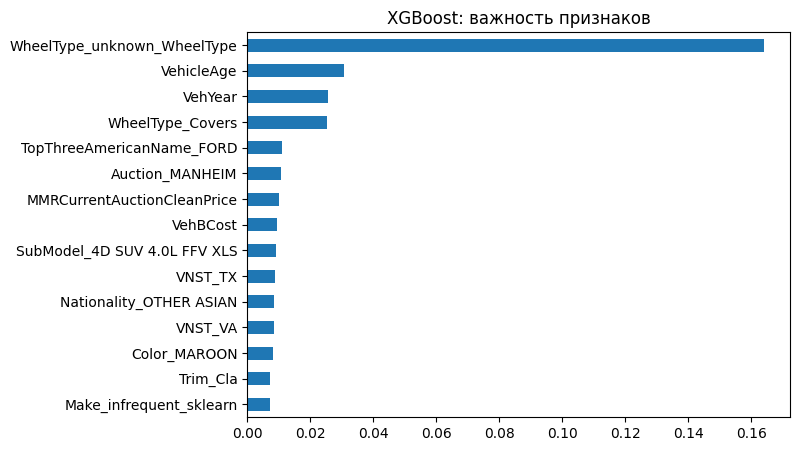 XGBoost: важность признаков
WheelType_unknown_WheelType
VehicleAge
VehYear
WheelType_Covers
TopThreeAmericanName_FORD
Auction_MANHEIM
MMRCurrentAuctionCleanPrice
VehBCost
SubModel_4D SUV 4.0L FFV XLS
VNST_TX
Nationality_OTHER ASIAN
VNST_VA
Color_MAROON
Trim_Cla
Make_infrequent_sklearn
0.00 0.02 0.04 0.06 0.08 0.10 0.12 0.14 0.16